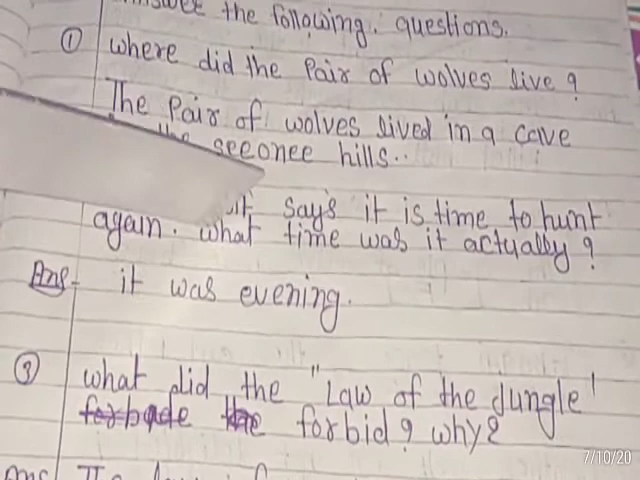 the following. questions.
① where did the Pair of wolves live ?
The Pair of wolves lived in a cave
the seeonee hills..
say's it is time to hunt
again. what time was it actually ?
Ans- it was evening.
③ what did the "Law of the Jungle'
forbid ? why ?
7/10/20